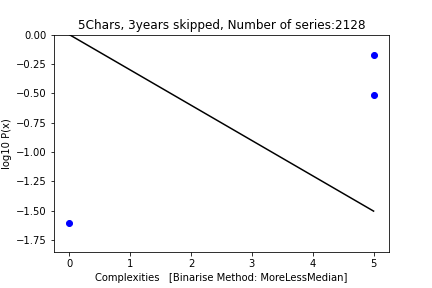 5Chars, 3years skipped, Number of series:2128
0.00
−0.25
−0.50
−0.75
−1.00
−1.25
−1.50
−1.75
log10 P(x)
0 1 2 3 4 5
Complexities [Binarise Method: MoreLessMedian]